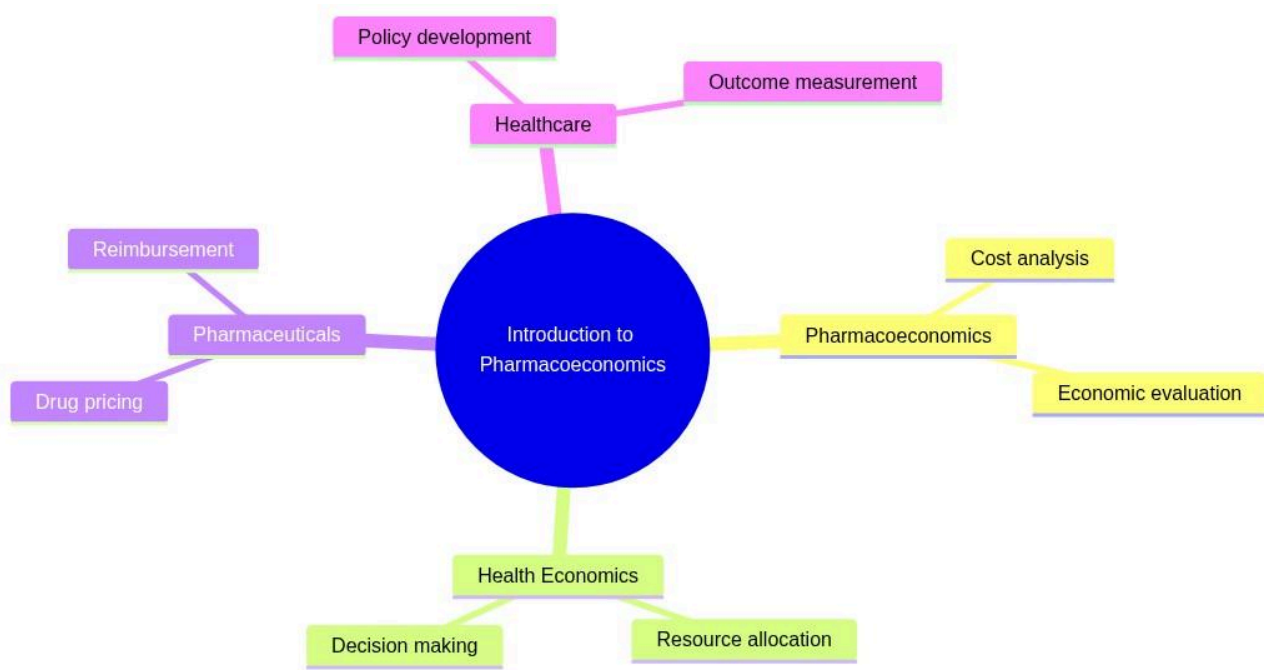 Policy development
Outcome measurement
Healthcare
Reimbursement
Cost analysis
Pharmaceuticals
Introduction to
Pharmacoeconomics
Pharmacoeconomics
Drug pricing
Economic evaluation
Health Economics
Decision making
Resource allocation